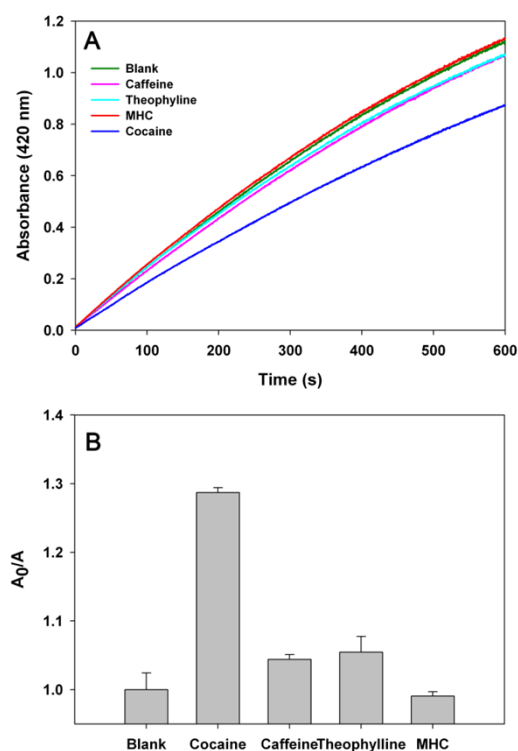 A
Blank
Caffeine
Theophyline
MHC
Cocaine
Absorbance (420 nm)
1.2
1.0
0.8
0.6
0.4
0.2
0.0
0 100 200 300 400 500 600
Time (s)
B
A0/A
1.4
1.3
1.2
1.1
1.0
Blank Cocaine Caffeine Theophylline MHC